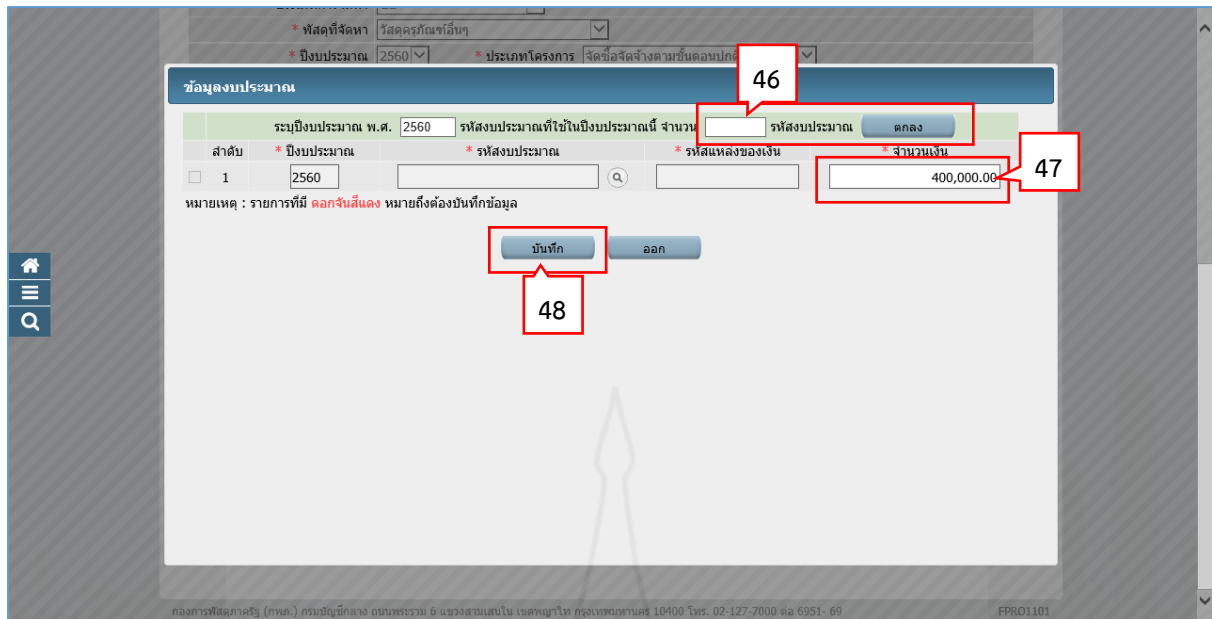 * พัสดุที่จัดหา วัสดุครุภัณฑ์อื่นๆ
* ปีงบประมาณ 2560 * ประเภทโครงการ จัดซื้อจัดจ้างตามขั้นตอนปกติ
46
ข้อมูลงบประมาณ
ระบุปีงบประมาณ พ.ศ. 2560 รหัสงบประมาณที่ใช้ในปีงบประมาณนี้ จำนวน รหัสงบประมาณ ตกลง
ลำดับ * ปีงบประมาณ * รหัสงบประมาณ * รหัสแหล่งของเงิน * จำนวนเงิน
1 2560 400,000.00
47
หมายเหตุ : รายการที่มี ดอกจันสีแดง หมายถึงต้องบันทึกข้อมูล
บันทึก ออก
48
กองการพัสดุภาครัฐ (กพภ.) กรมบัญชีกลาง ถนนพระราม 6 แขวงสามเสนใน เขตพญาไท กรุงเทพมหานคร 10400 โทร. 02-127-7000 ต่อ 6951- 69 FPRO1101